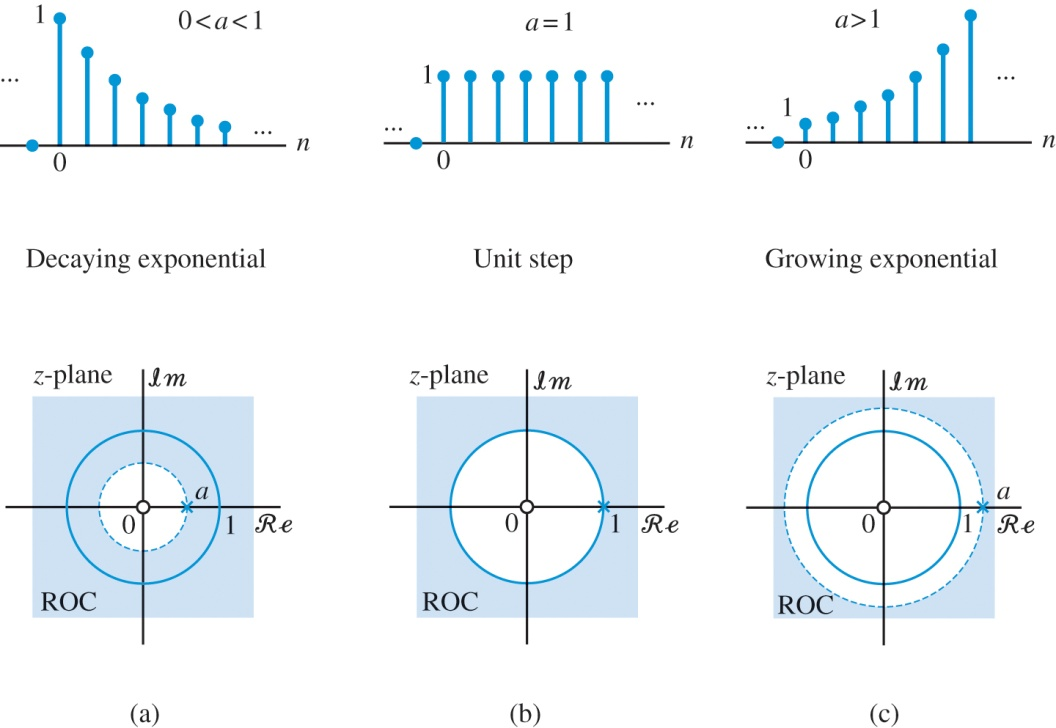 1
0 < a < 1
...
...
n
0
Decaying exponential
z-plane
ℐm
a
0
1
ℛe
ROC
(a)
a = 1
1
...
...
n
0
Unit step
z-plane
ℐm
0
1
ℛe
ROC
(b)
a > 1
1
...
...
n
0
Growing exponential
z-plane
ℐm
a
0
1
ℛe
ROC
(c)